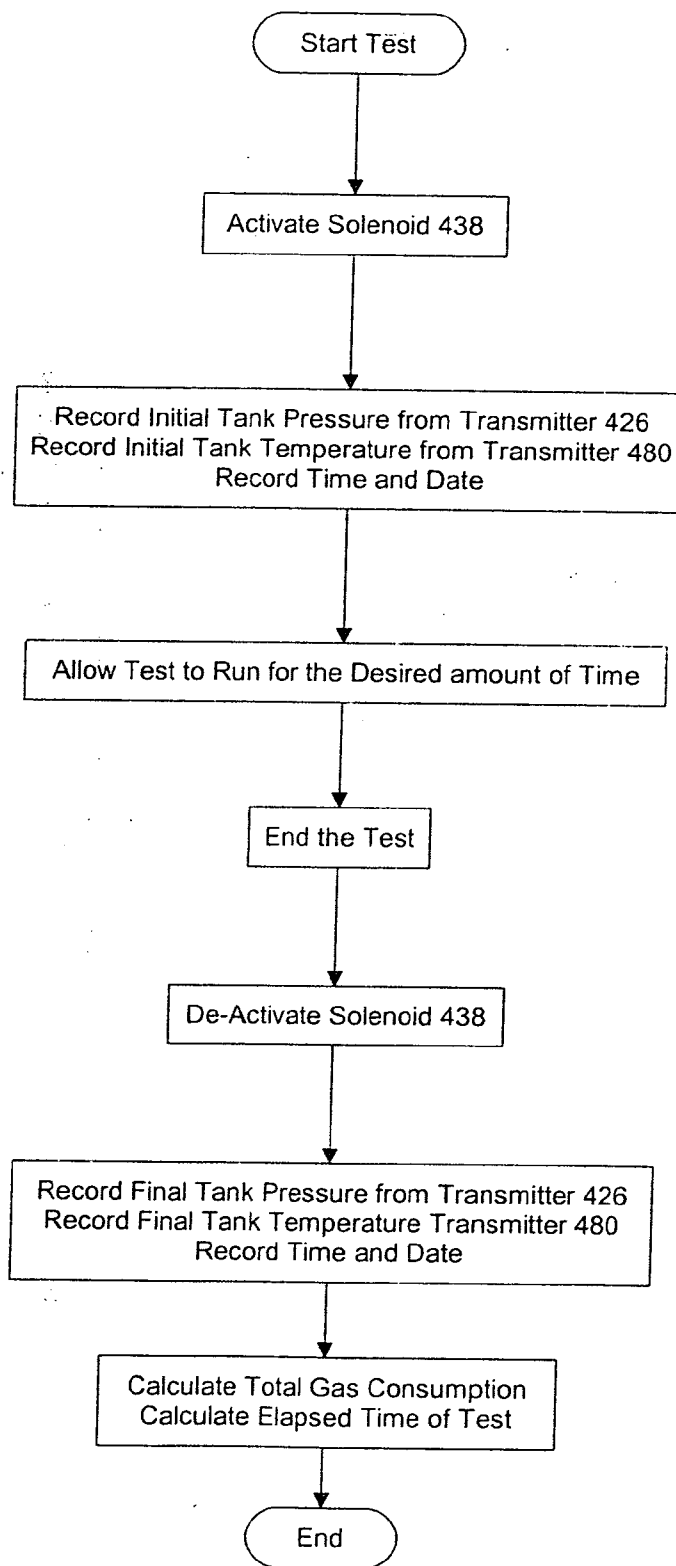 Start Test
Activate Solenoid 438
Record Initial Tank Pressure from Transmitter 426
Record Initial Tank Temperature from Transmitter 480
Record Time and Date
Allow Test to Run for the Desired amount of Time
End the Test
De-Activate Solenoid 438
Record Final Tank Pressure from Transmitter 426
Record Final Tank Temperature Transmitter 480
Record Time and Date
Calculate Total Gas Consumption
Calculate Elapsed Time of Test
End